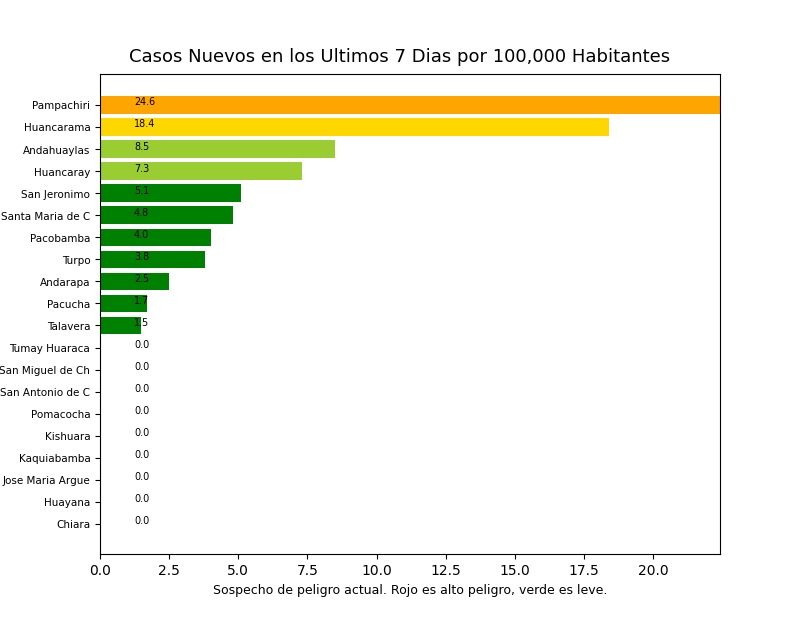 Casos Nuevos en los Ultimos 7 Dias por 100,000 Habitantes
Pampachiri 24.6
Huancarama 18.4
Andahuaylas 8.5
Huancaray 7.3
San Jeronimo 5.1
Santa Maria de C 4.8
Pacobamba 4.0
Turpo 3.8
Andarapa 2.5
Pacucha 1.7
Talavera 1.5
Tumay Huaraca 0.0
San Miguel de Ch 0.0
San Antonio de C 0.0
Pomacocha 0.0
Kishuara 0.0
Kaquiabamba 0.0
Jose Maria Argue 0.0
Huayana 0.0
Chiara 0.0
0.0 2.5 5.0 7.5 10.0 12.5 15.0 17.5 20.0
Sospecho de peligro actual. Rojo es alto peligro, verde es leve.